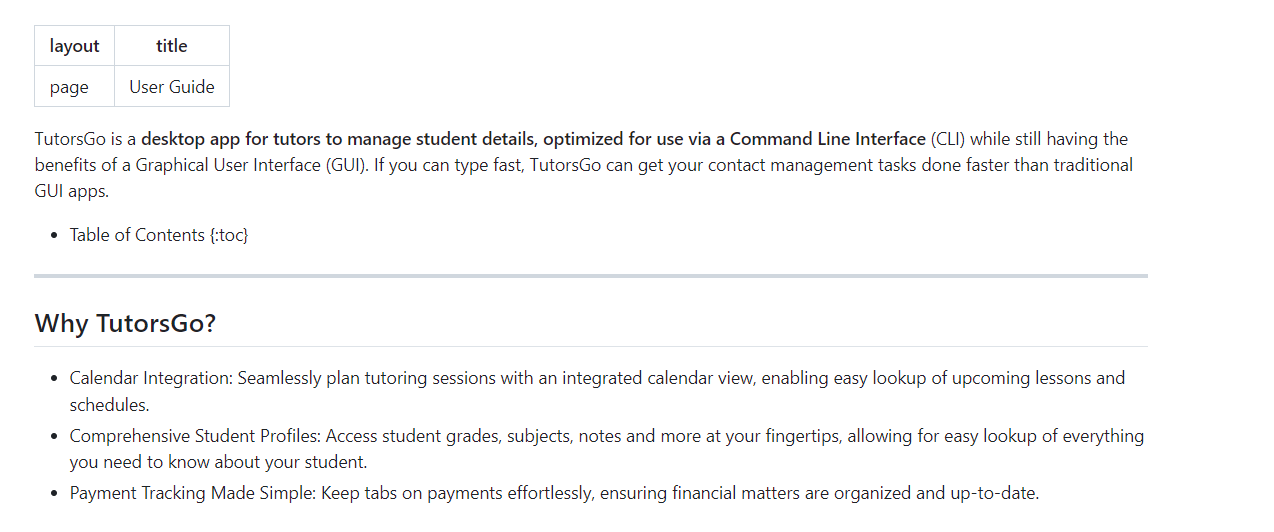 layout title
page User Guide
TutorsGo is a desktop app for tutors to manage student details, optimized for use via a Command Line Interface (CLI) while still having the
benefits of a Graphical User Interface (GUI). If you can type fast, TutorsGo can get your contact management tasks done faster than traditional
GUI apps.
• Table of Contents {:toc}
Why TutorsGo?
• Calendar Integration: Seamlessly plan tutoring sessions with an integrated calendar view, enabling easy lookup of upcoming lessons and
schedules.
• Comprehensive Student Profiles: Access student grades, subjects, notes and more at your fingertips, allowing for easy lookup of everything
you need to know about your student.
• Payment Tracking Made Simple: Keep tabs on payments effortlessly, ensuring financial matters are organized and up-to-date.